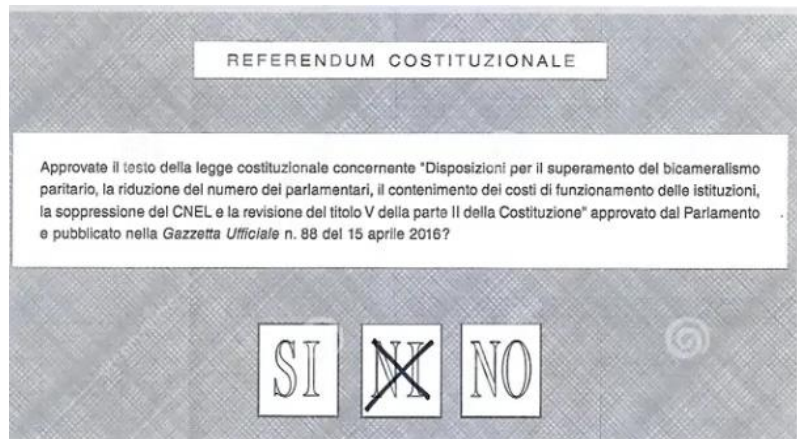 REFERENDUM COSTITUZIONALE
Approvate il testo della legge costituzionale concernente "Disposizioni per il superamento del bicameralismo
paritario, la riduzione del numero dei parlamentari, il contenimento dei costi di funzionamento delle istituzioni,
la soppressione del CNEL e la revisione del titolo V della parte II della Costituzione" approvato dal Parlamento
e pubblicato nella Gazzetta Ufficiale n. 88 del 15 aprile 2016?
SI NI NO